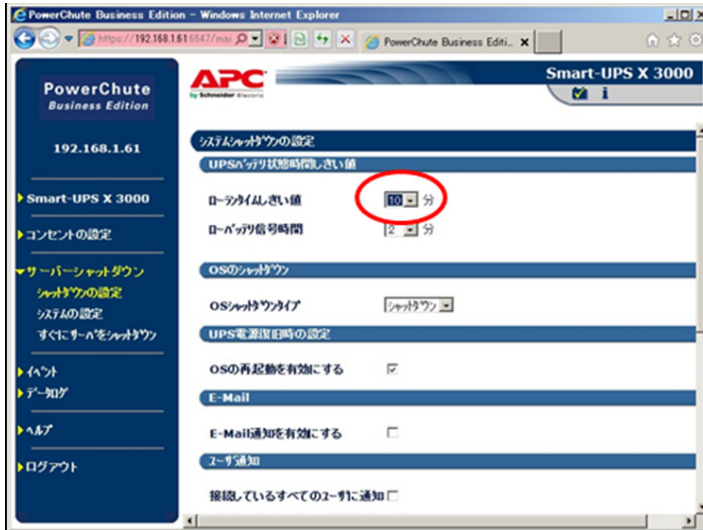 PowerChute Business Edition - Windows Internet Explorer
https://192.168.1.61:6547/mai
PowerChute Business Editi...
PowerChute
Business Edition
192.168.1.61
Smart-UPS X 3000
コンセントの設定
サーバーシャットダウン
シャットダウンの設定
システムの設定
すぐにサーバをシャットダウン
イベント
データログ
ヘルプ
ログアウト
APC
by Schneider Electric
Smart-UPS X 3000
システムシャットダウンの設定
UPSバッテリ状態時間しきい値
ローランタイムしきい値 10 分
ローバッテリ信号時間 2 分
OSのシャットダウン
OSシャットダウンタイプ シャットダウン
UPS電源復旧時の設定
OSの再起動を有効にする
E-Mail
E-Mail通知を有効にする
ユーザ通知
接続しているすべてのユーザに通知